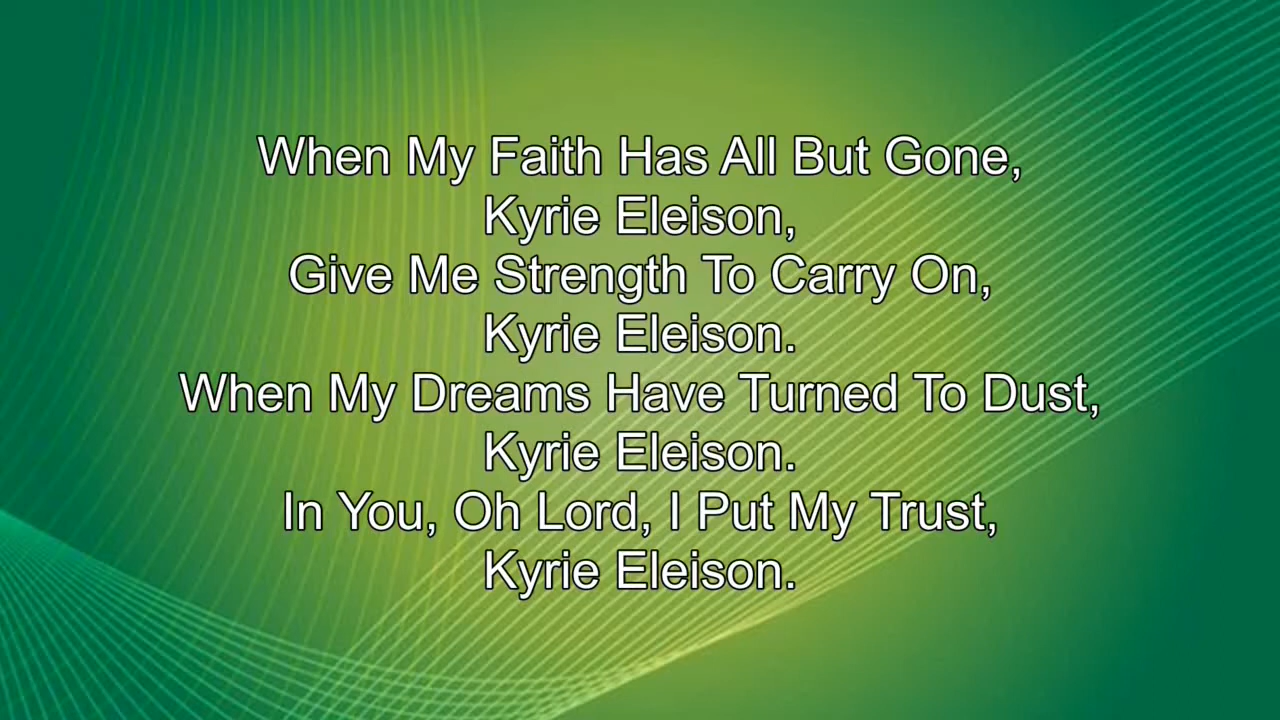 When My Faith Has All But Gone,
Kyrie Eleison,
Give Me Strength To Carry On,
Kyrie Eleison.
When My Dreams Have Turned To Dust,
Kyrie Eleison.
In You, Oh Lord, I Put My Trust,
Kyrie Eleison.